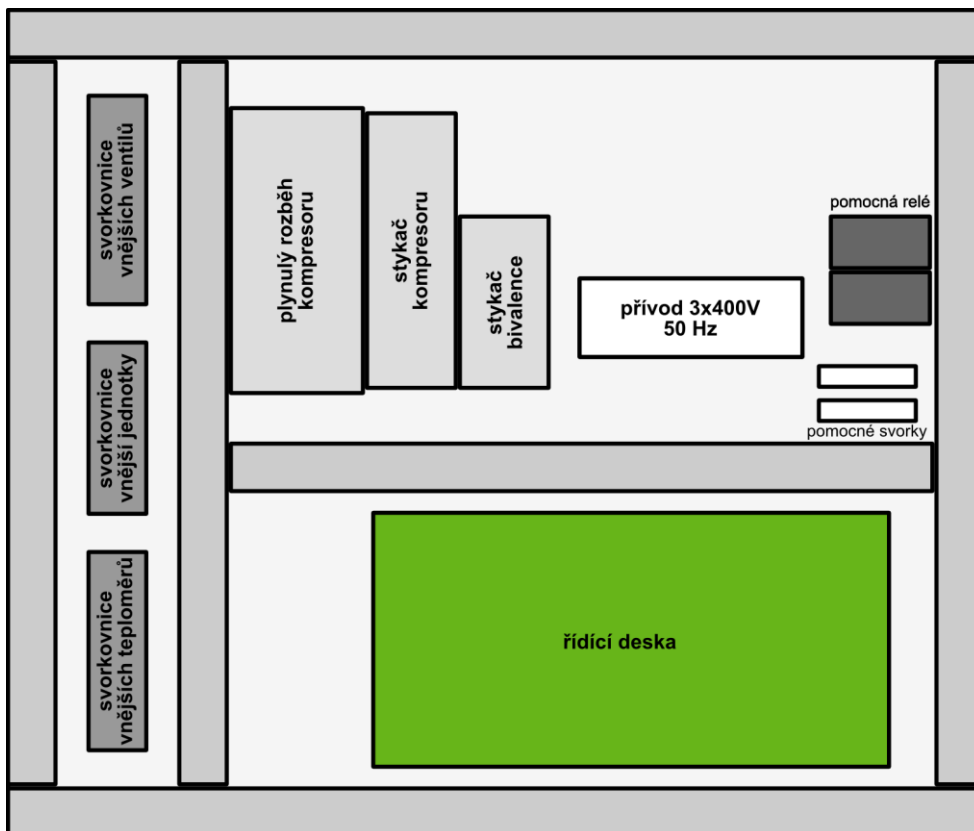 svorkovnice
vnějších ventilů
svorkovnice
vnější jednotky
svorkovnice
vnějších teploměrů
plynulý rozběh
kompresoru
stykač
kompresoru
stykač
bivalence
přívod 3x400V
50 Hz
pomocná relé
pomocné svorky
řídící deska